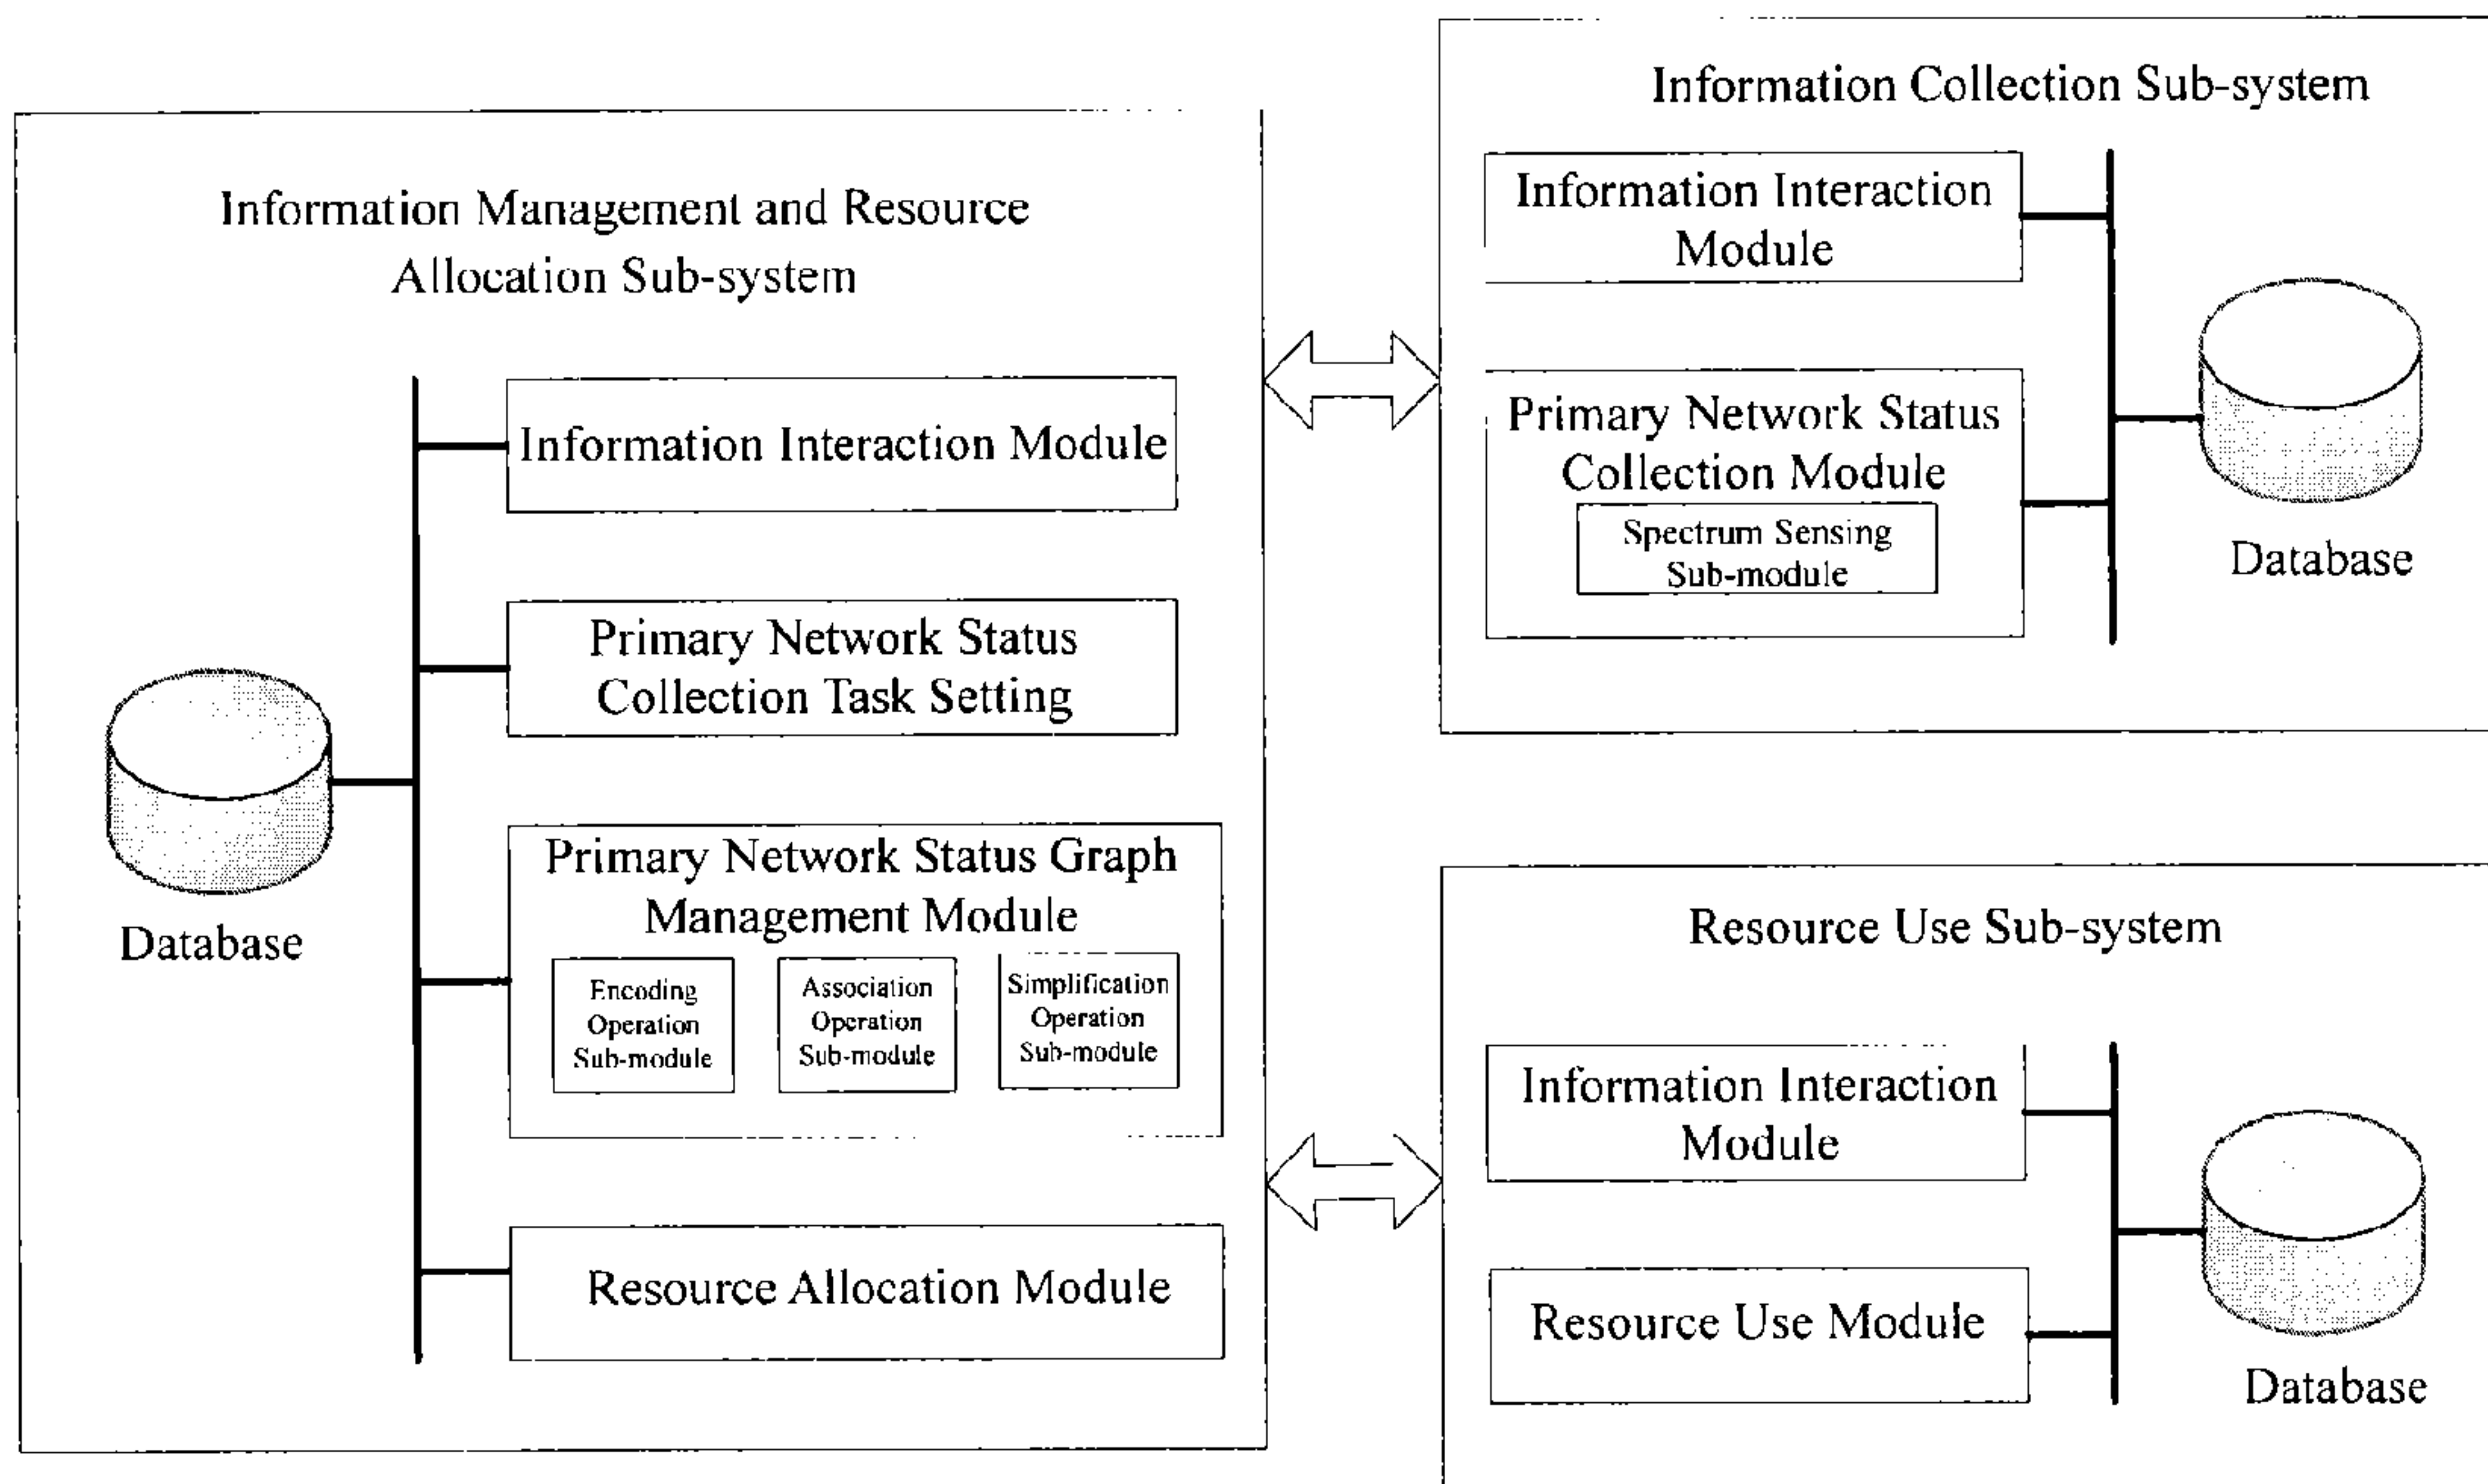 Information Management and Resource
Allocation Sub-system
Information Interaction Module
Primary Network Status
Collection Task Setting
Primary Network Status Graph
Management Module
Encoding
Operation
Sub-module
Association
Operation
Sub-module
Simplification
Operation
Sub-module
Resource Allocation Module
Database
Information Collection Sub-system
Information Interaction
Module
Primary Network Status
Collection Module
Spectrum Sensing
Sub-module
Database
Resource Use Sub-system
Information Interaction
Module
Resource Use Module
Database